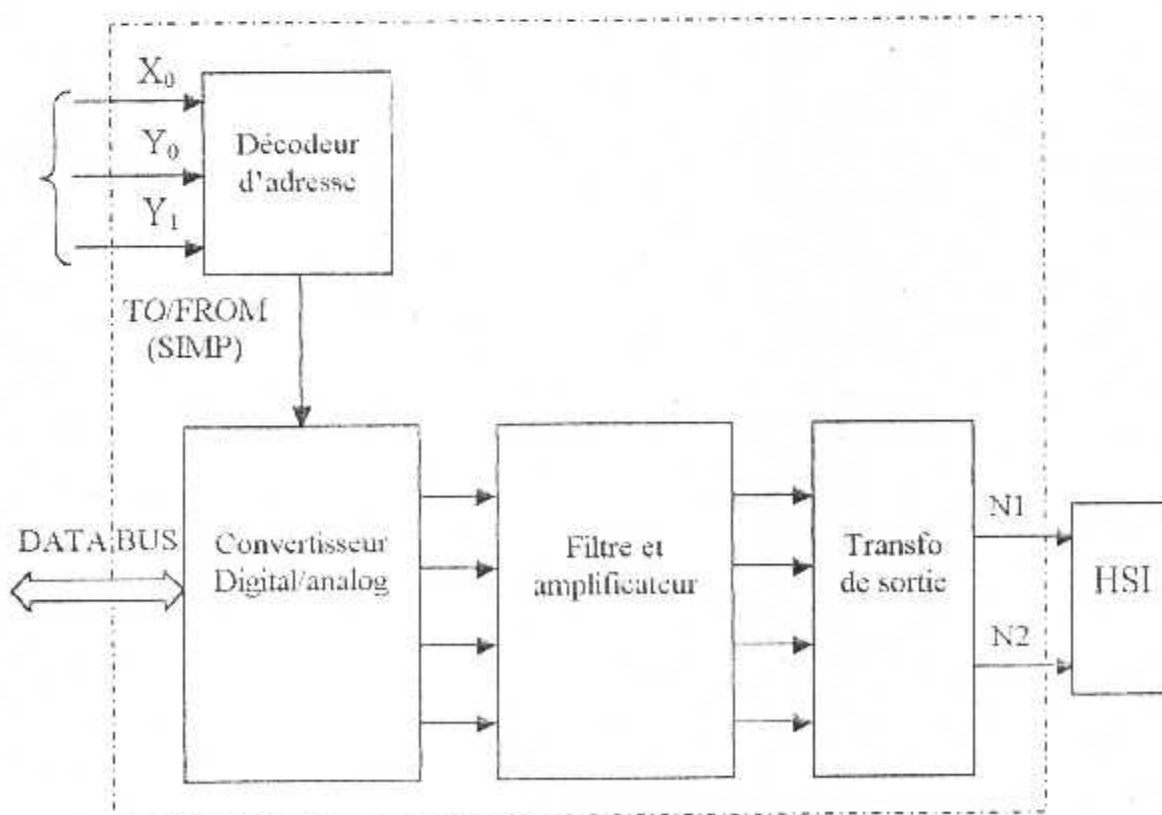 X₀
Y₀
Y₁
Décodeur
d'adresse
TO/FROM
(SIMP)
DATA BUS
Convertisseur
Digital/analog
Filtre et
amplificateur
Transfo
de sortie
N1
N2
HSI